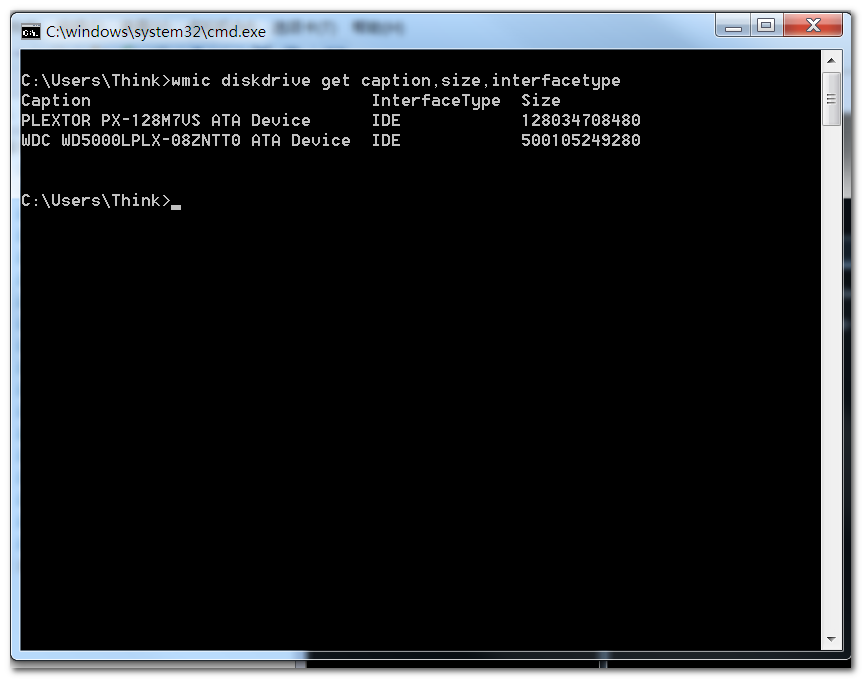 C:\windows\system32\cmd.exe
C:\Users\Think>wmic diskdrive get caption,size,interfacetype
Caption                            InterfaceType  Size
PLEXTOR PX-128M7VS ATA Device      IDE            128034708480
WDC WD5000LPLX-08ZNTT0 ATA Device  IDE            500105249280
C:\Users\Think>